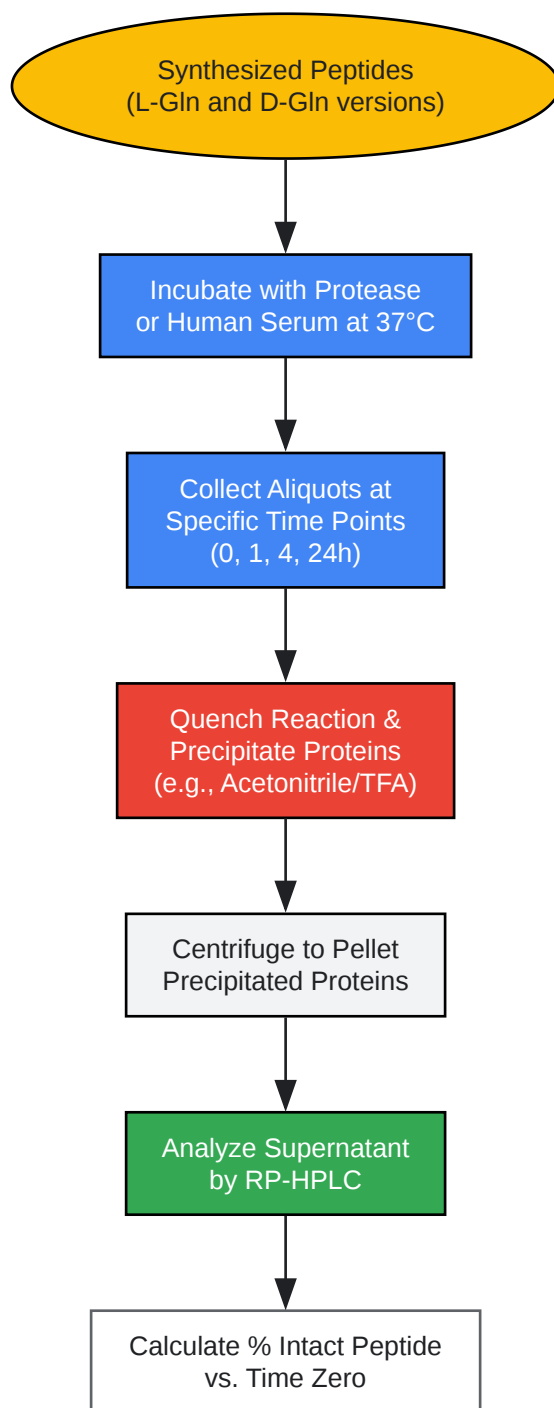 Synthesized Peptides
(L-Gln and D-Gln versions)
Incubate with Protease
or Human Serum at 37°C
Collect Aliquots at
Specific Time Points
(0, 1, 4, 24h)
Quench Reaction &
Precipitate Proteins
(e.g., Acetonitrile/TFA)
Centrifuge to Pellet
Precipitated Proteins
Analyze Supernatant
by RP-HPLC
Calculate % Intact Peptide
vs. Time Zero